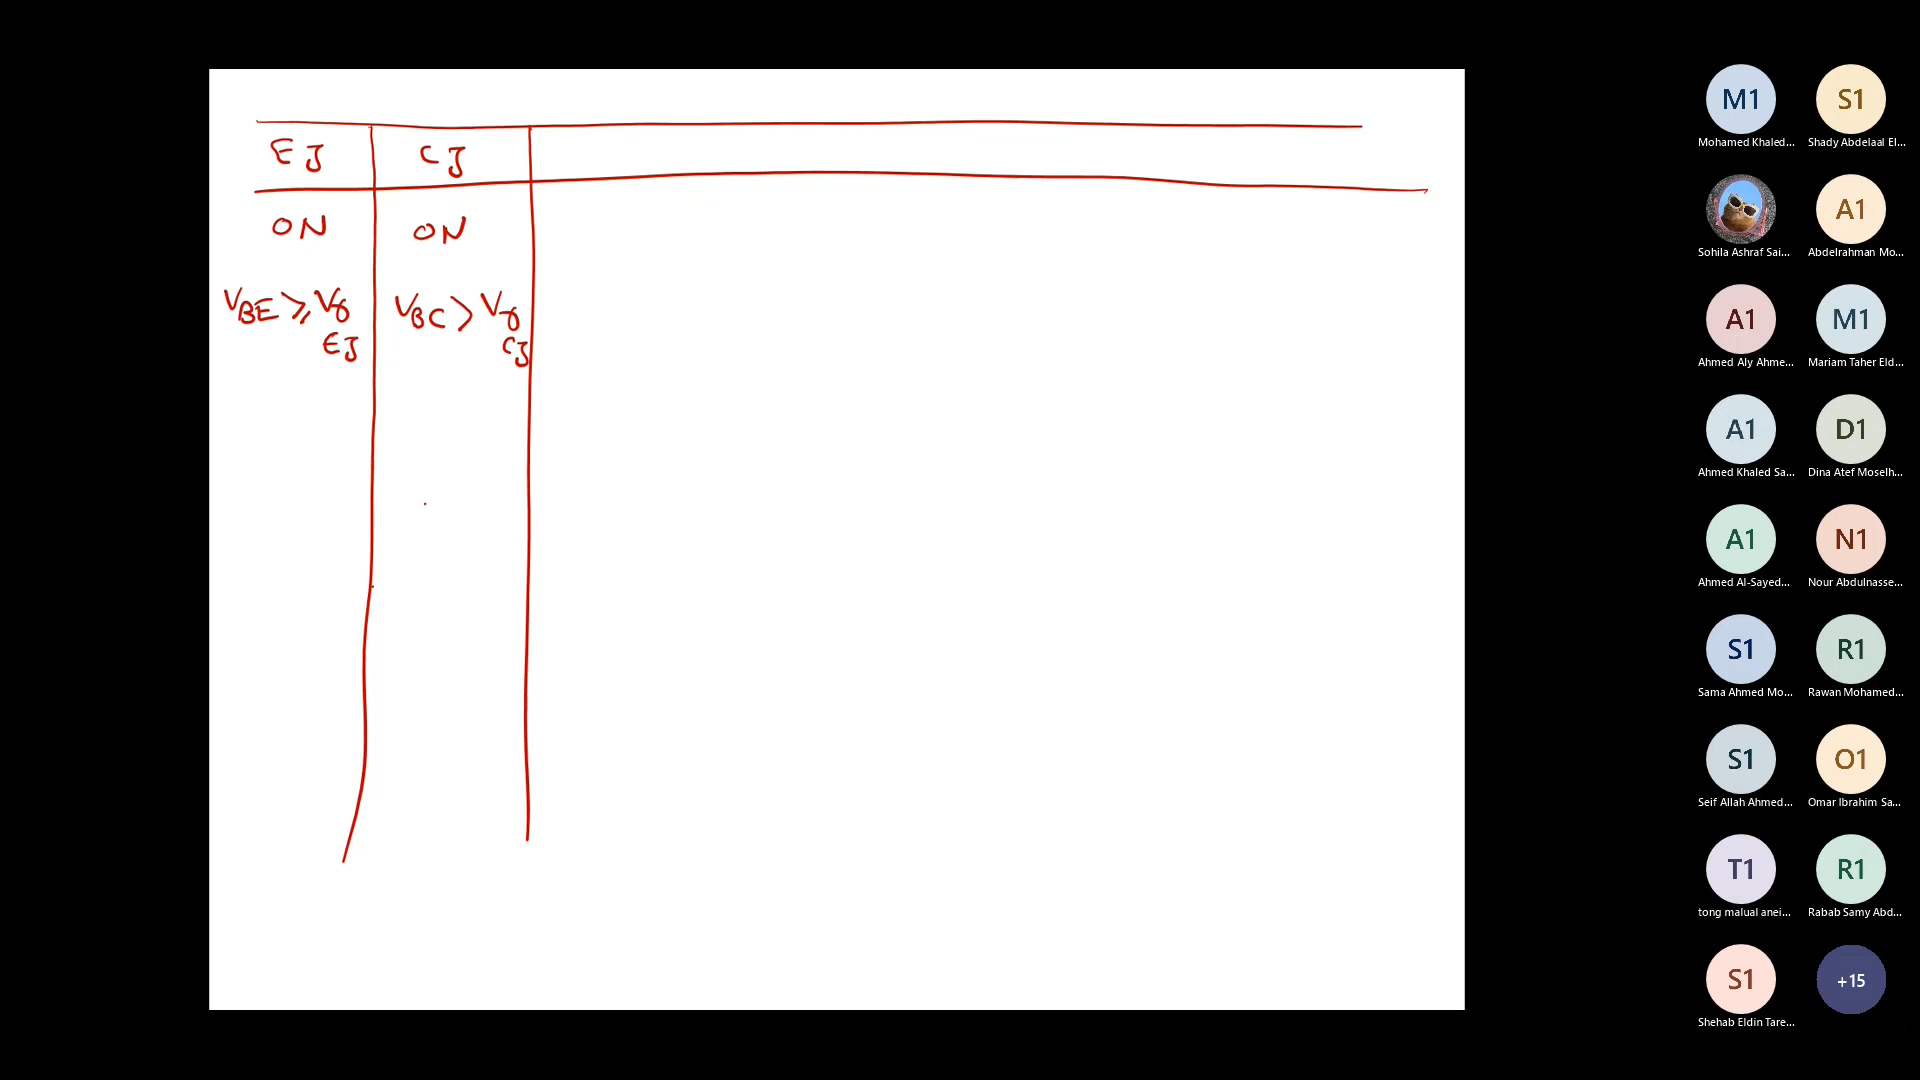 EJ CJ
ON ON
VBE ≥ Vγ EJ VBC > Vγ CJ
M1 S1
Mohamed Khaled... Shady Abdelaal El...
A1
Sohila Ashraf Sai... Abdelrahman Mo...
A1 M1
Ahmed Aly Ahme... Mariam Taher Eld...
A1 D1
Ahmed Khaled Sa... Dina Atef Moselh...
A1 N1
Ahmed Al-Sayed... Nour Abdulnasse...
S1 R1
Sama Ahmed Mo... Rawan Mohamed...
S1 O1
Seif Allah Ahmed... Omar Ibrahim Sa...
T1 R1
tong malual anei... Rabab Samy Abd...
S1 +15
Shehab Eldin Tare...